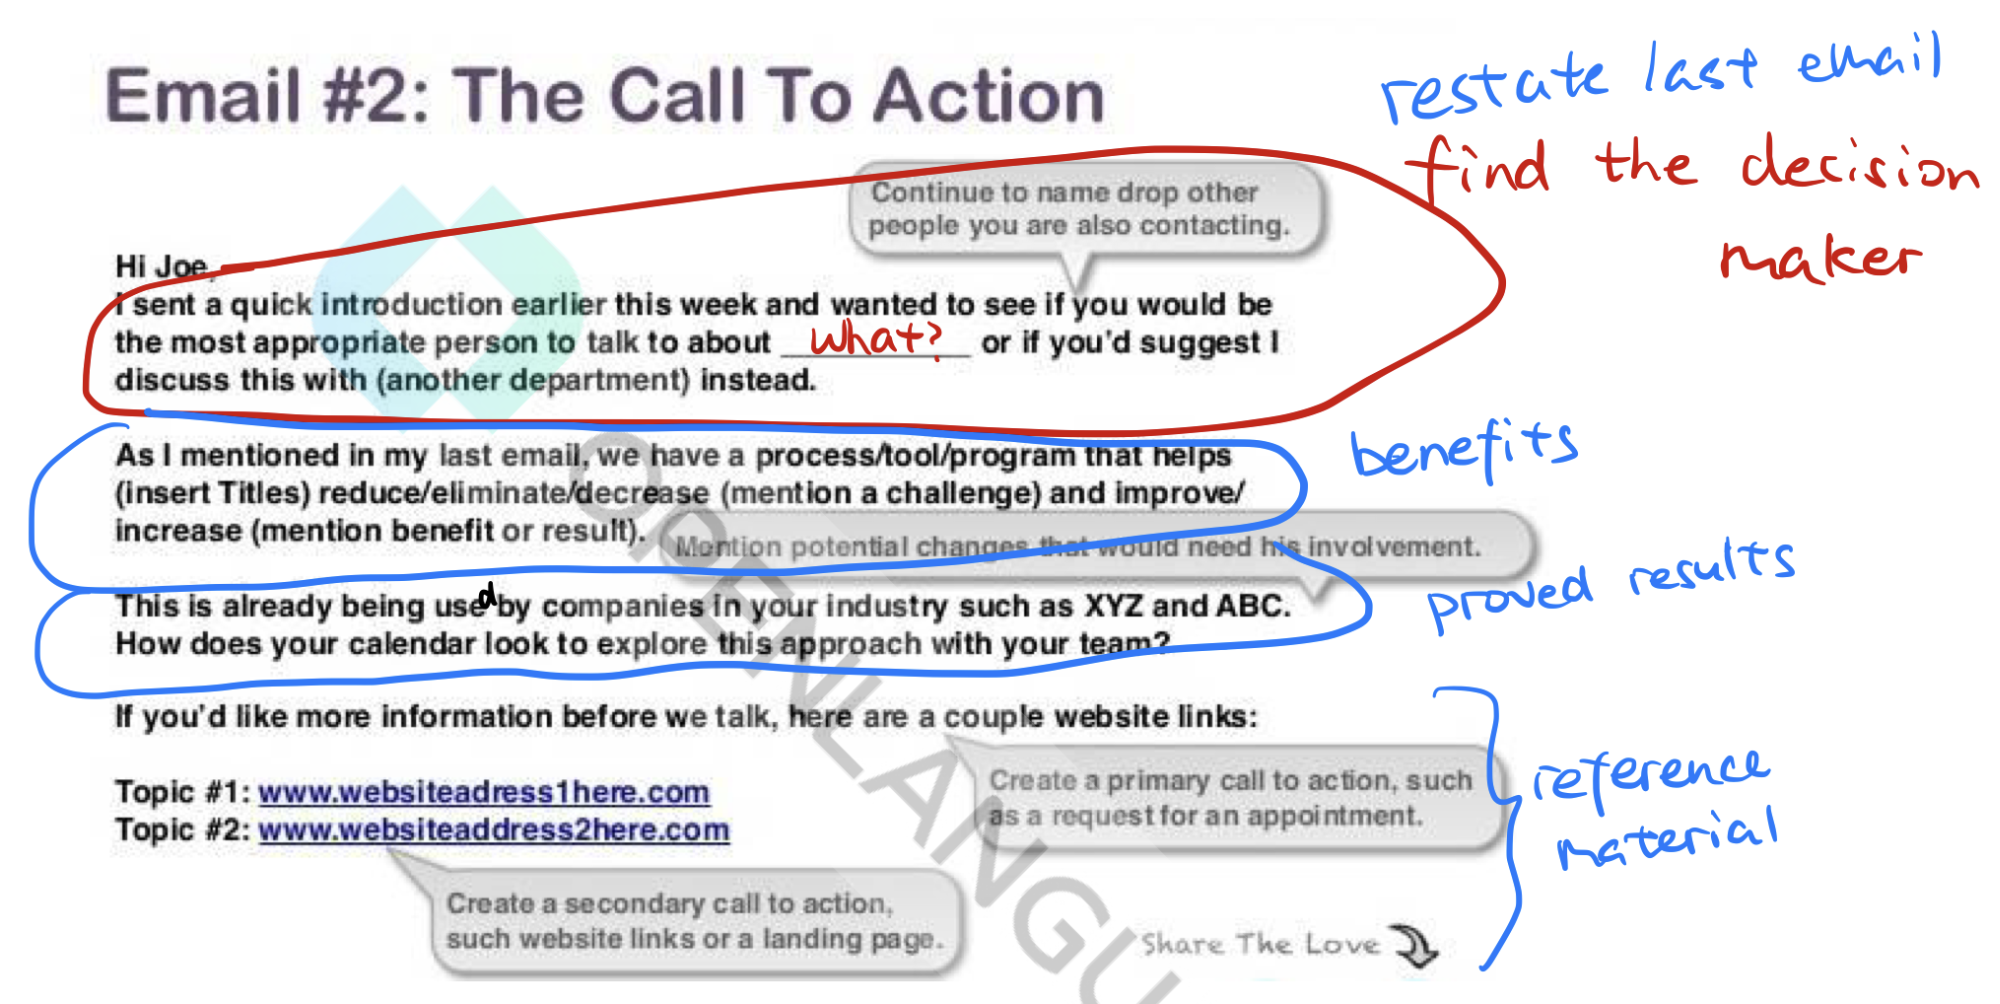 Email #2: The Call To Action
restate last email
find the decision
maker
Continue to name drop other
people you are also contacting.
Hi Joe,
I sent a quick introduction earlier this week and wanted to see if you would be
the most appropriate person to talk to about what? or if you'd suggest I
discuss this with (another department) instead.
benefits
As I mentioned in my last email, we have a process/tool/program that helps
(insert Titles) reduce/eliminate/decrease (mention a challenge) and improve/
increase (mention benefit or result).
Mention potential changes that would need his involvement.
proved results
This is already being used by companies in your industry such as XYZ and ABC.
How does your calendar look to explore this approach with your team?
If you'd like more information before we talk, here are a couple website links:
Topic #1: www.websiteadress1here.com
Topic #2: www.websiteaddress2here.com
Create a primary call to action, such
as a request for an appointment.
reference
material
Create a secondary call to action,
such website links or a landing page.
Share The Love
OPENLANGU